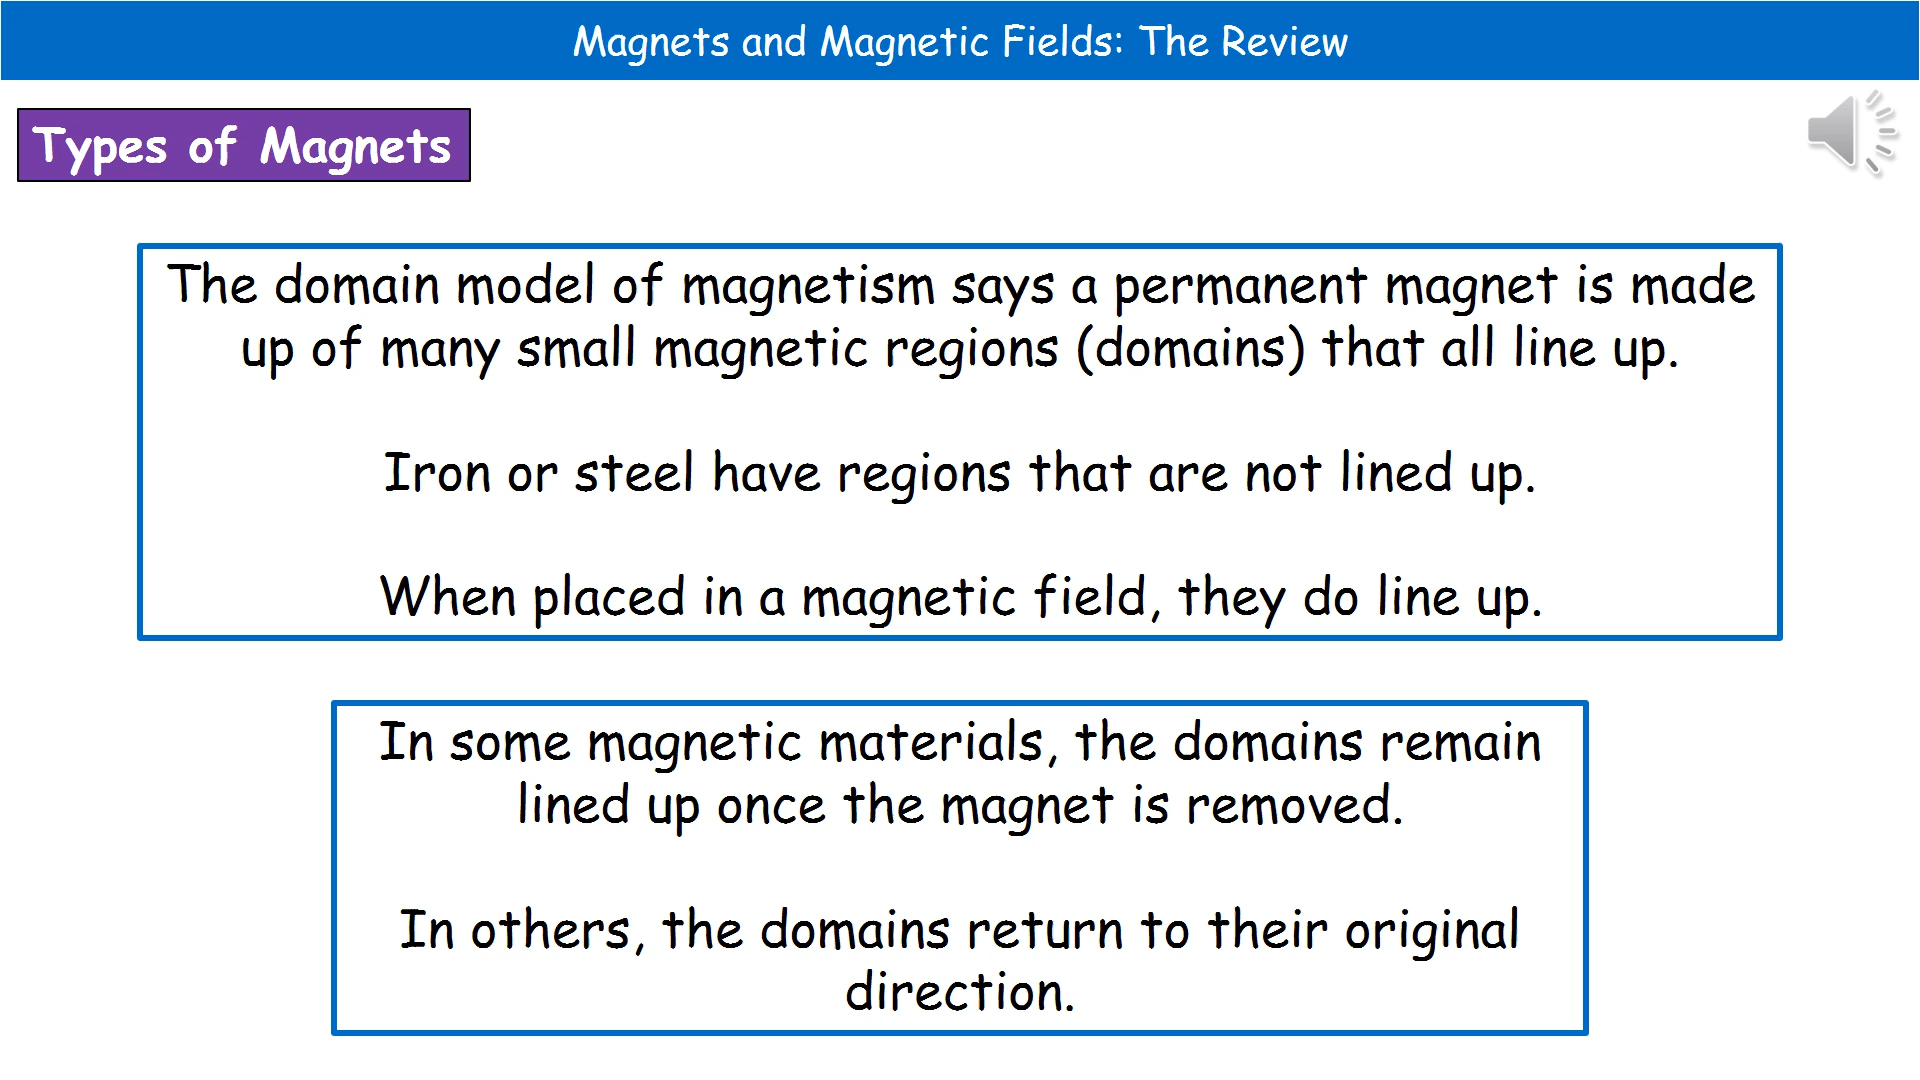 Magnets and Magnetic Fields: The Review
Types of Magnets
The domain model of magnetism says a permanent magnet is made
up of many small magnetic regions (domains) that all line up.
Iron or steel have regions that are not lined up.
When placed in a magnetic field, they do line up.
In some magnetic materials, the domains remain
lined up once the magnet is removed.
In others, the domains return to their original
direction.